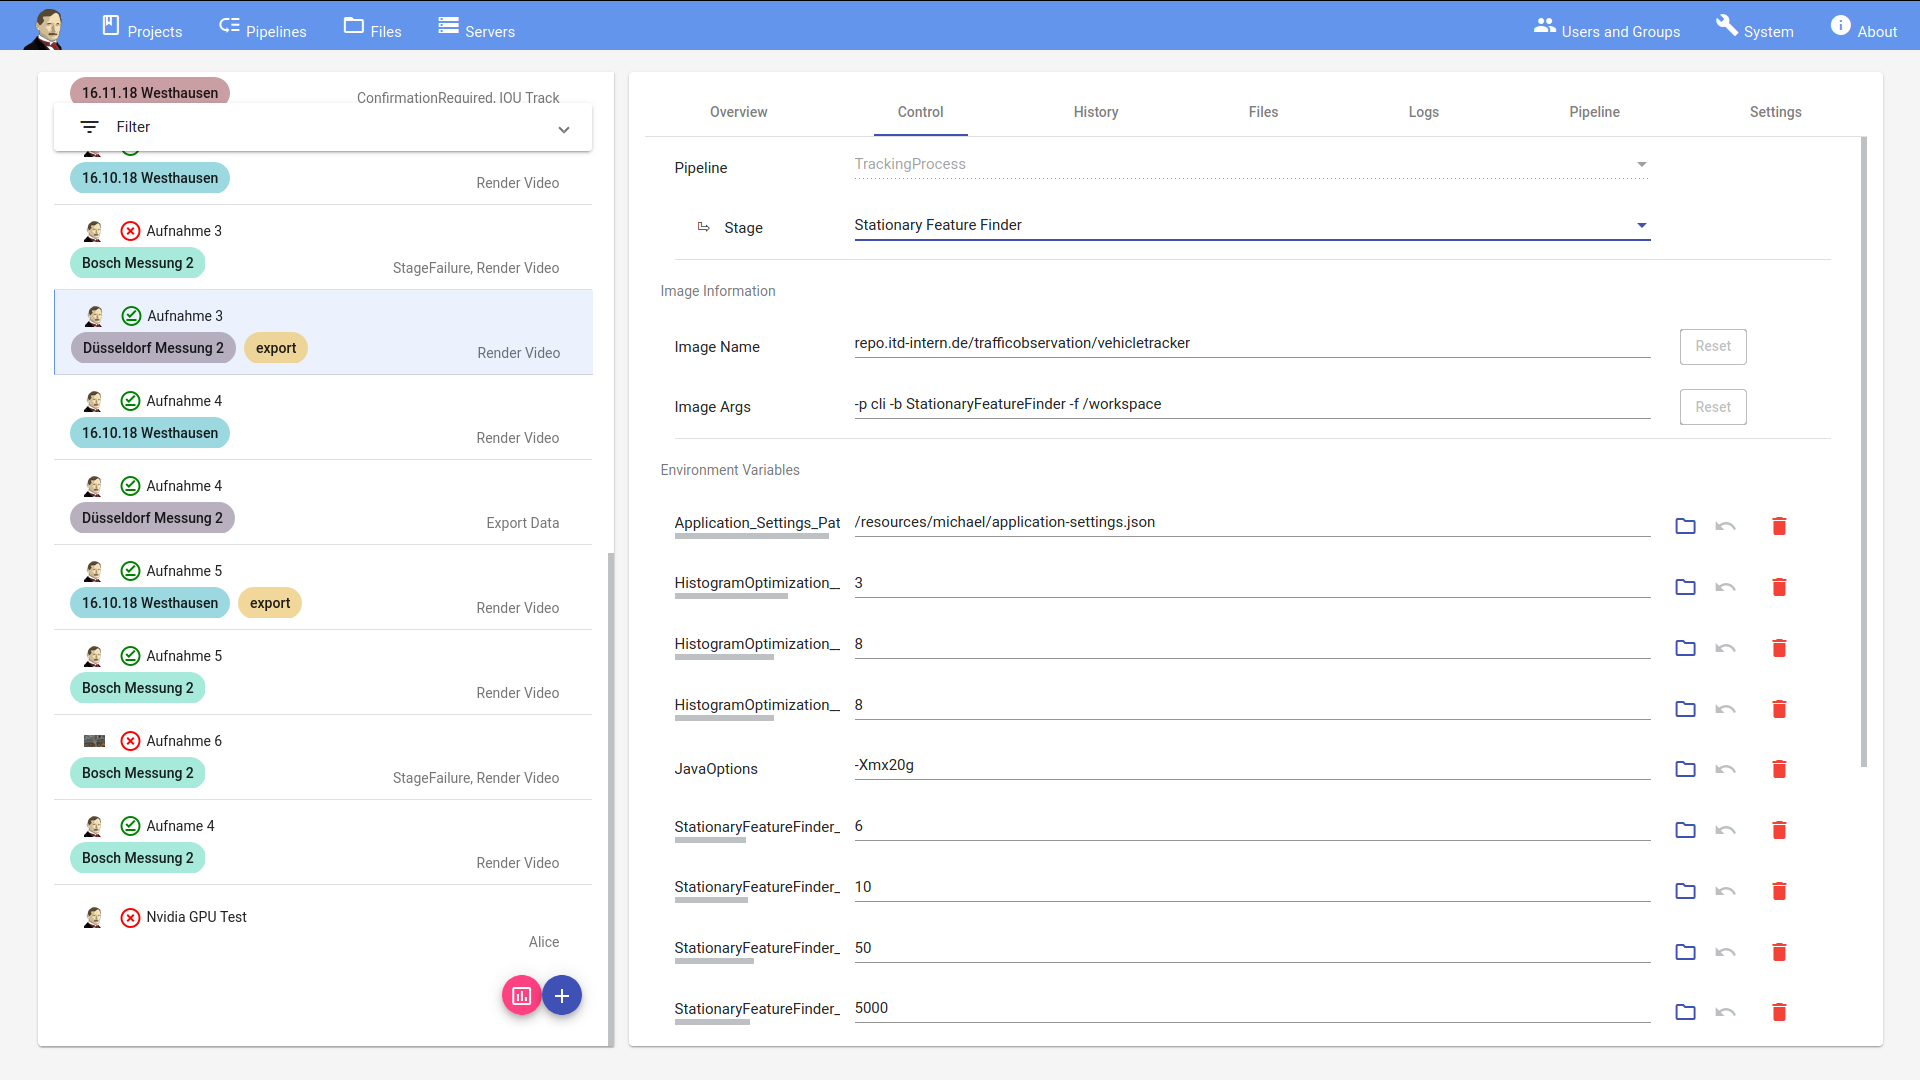 Projects
Pipelines
Files
Servers
Users and Groups
System
About
16.11.18 Westhausen
ConfirmationRequired, IOU Track
Filter
16.10.18 Westhausen
Render Video
Aufnahme 3
Bosch Messung 2
StageFailure, Render Video
Aufnahme 3
Düsseldorf Messung 2
export
Render Video
Aufnahme 4
16.10.18 Westhausen
Render Video
Aufnahme 4
Düsseldorf Messung 2
Export Data
Aufnahme 5
16.10.18 Westhausen
export
Render Video
Aufnahme 5
Bosch Messung 2
Render Video
Aufnahme 6
Bosch Messung 2
StageFailure, Render Video
Aufname 4
Bosch Messung 2
Render Video
Nvidia GPU Test
Alice
Overview
Control
History
Files
Logs
Pipeline
Settings
Pipeline
TrackingProcess
Stage
Stationary Feature Finder
Image Information
Image Name
repo.itd-intern.de/trafficobservation/vehicletracker
Reset
Image Args
-p cli -b StationaryFeatureFinder -f /workspace
Reset
Environment Variables
Application_Settings_Pat
/resources/michael/application-settings.json
HistogramOptimization__
3
HistogramOptimization__
8
HistogramOptimization__
8
JavaOptions
-Xmx20g
StationaryFeatureFinder_
6
StationaryFeatureFinder_
10
StationaryFeatureFinder_
50
StationaryFeatureFinder_
5000